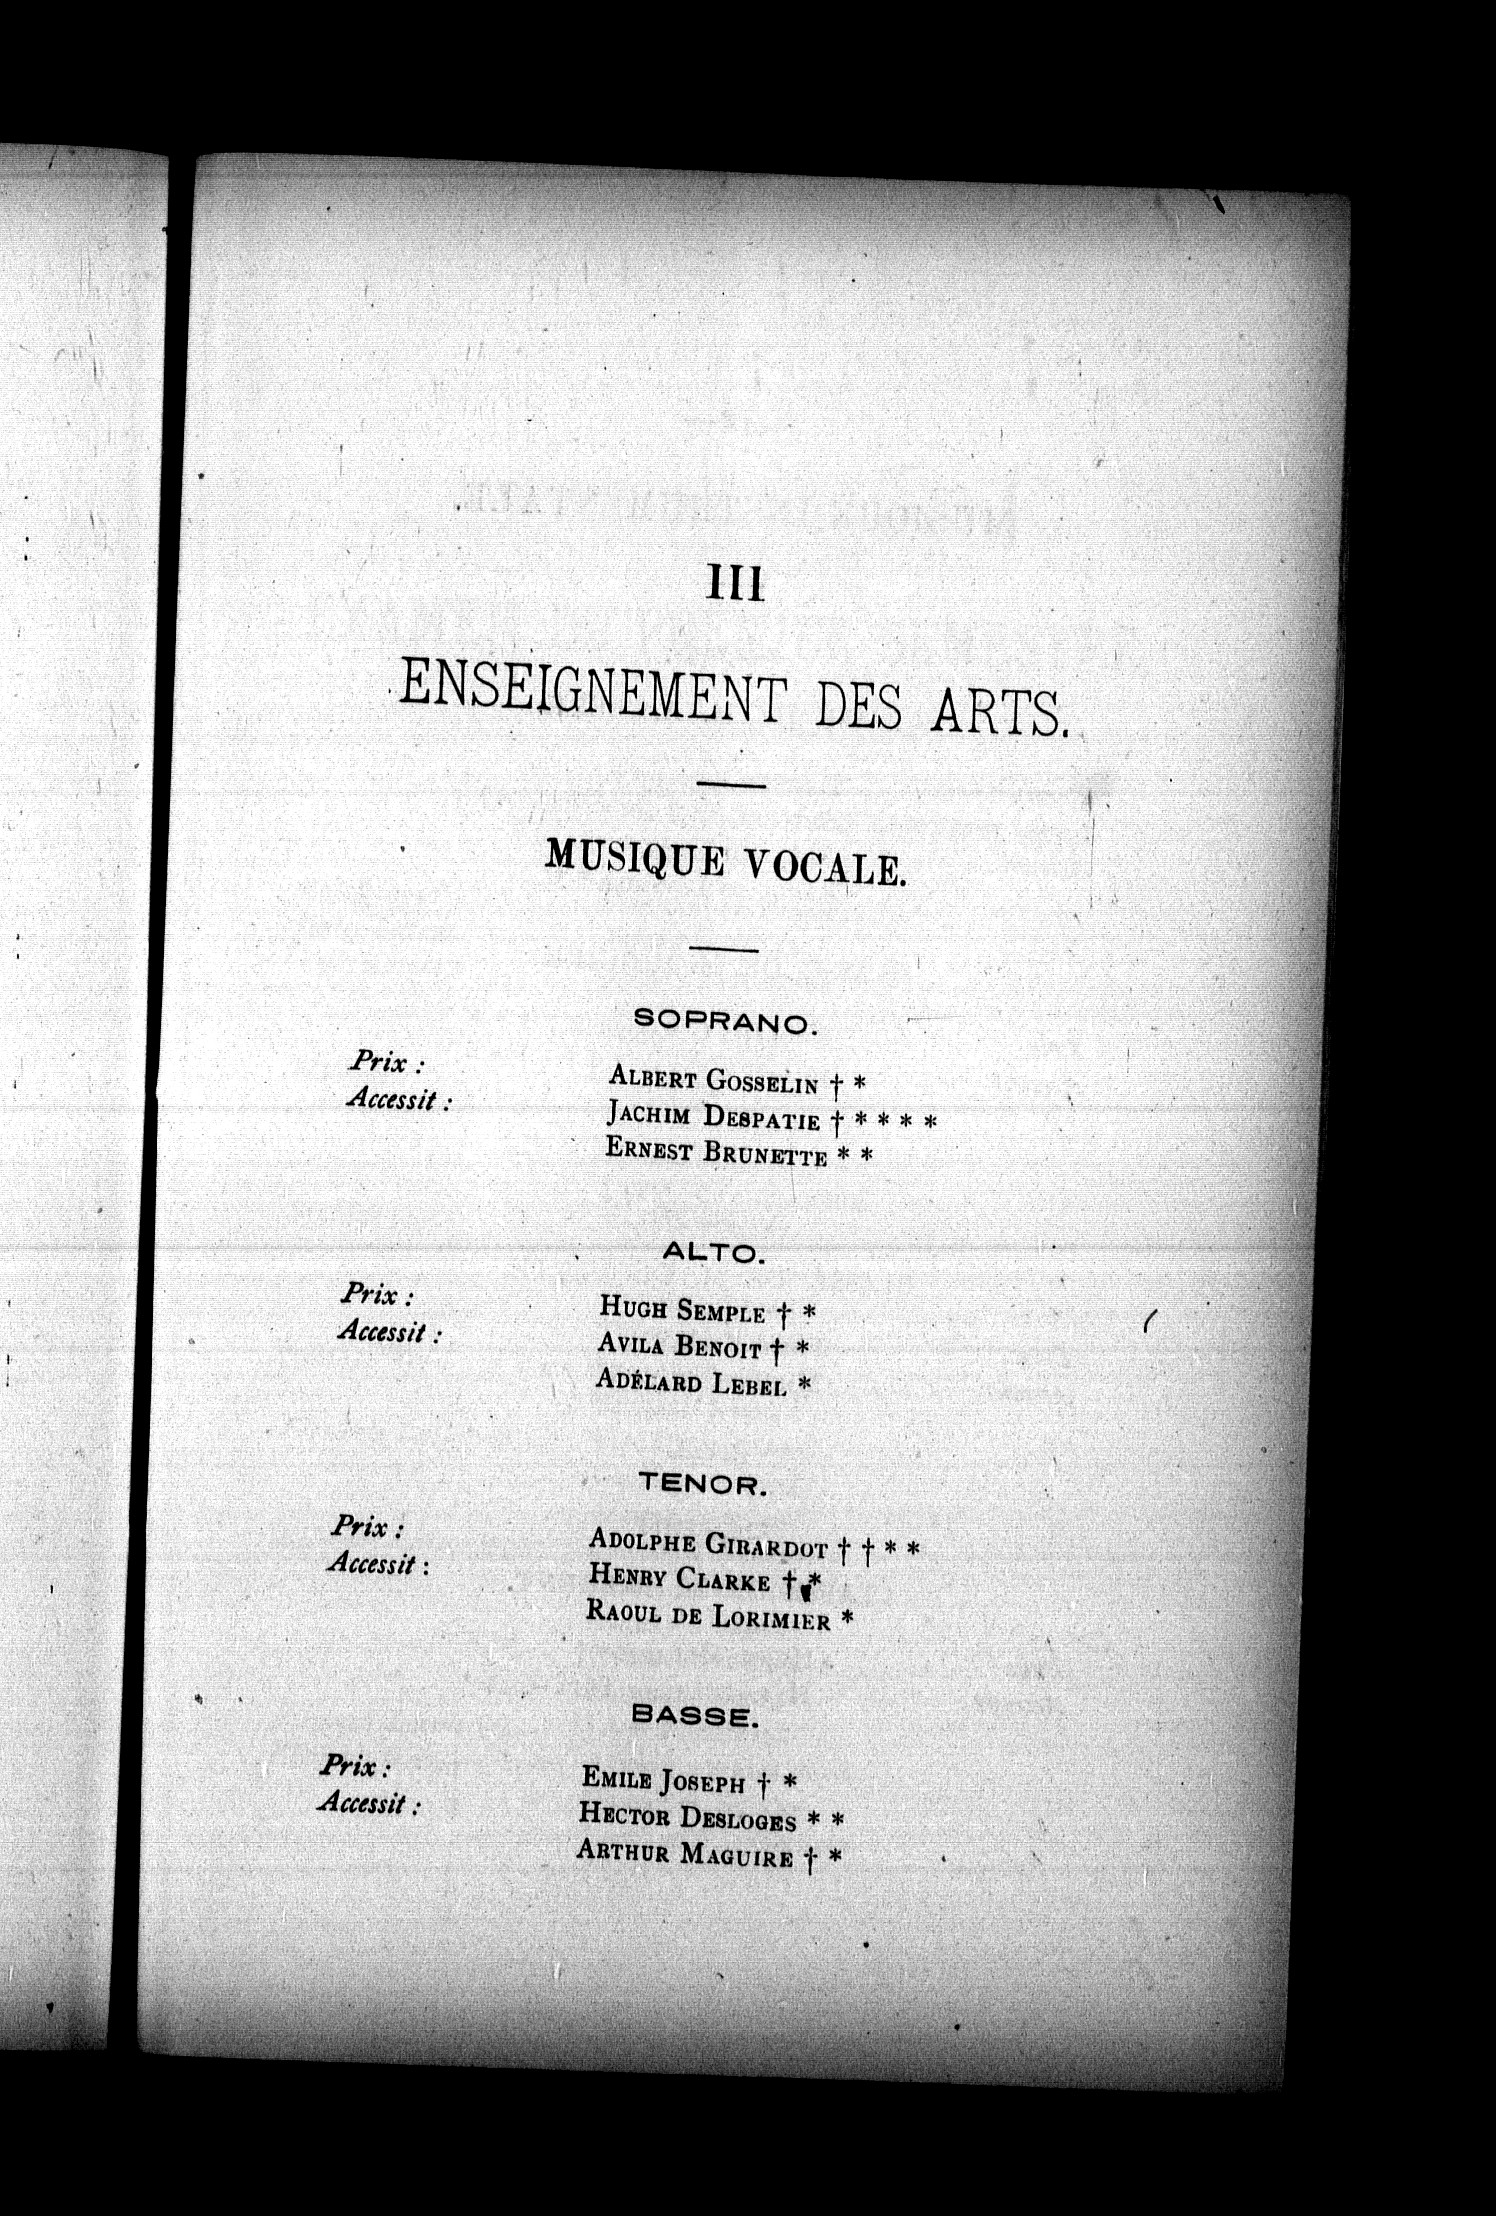 III
ENSEIGNEMENT DES ARTS.
MUSIQUE VOCALE.
SOPRANO.
Prix : ALBERT GOSSELIN † *
Accessit : JACHIM DESPATIE † * * * *
ERNEST BRUNETTE * *
ALTO.
Prix : HUGH SEMPLE † *
Accessit : AVILA BENOIT † *
ADÉLARD LEBEL *
TENOR.
Prix : ADOLPHE GIRARDOT † † * *
Accessit : HENRY CLARKE † *
RAOUL DE LORIMIER *
BASSE.
Prix : EMILE JOSEPH † *
Accessit : HECTOR DESLOGES * *
ARTHUR MAGUIRE † *